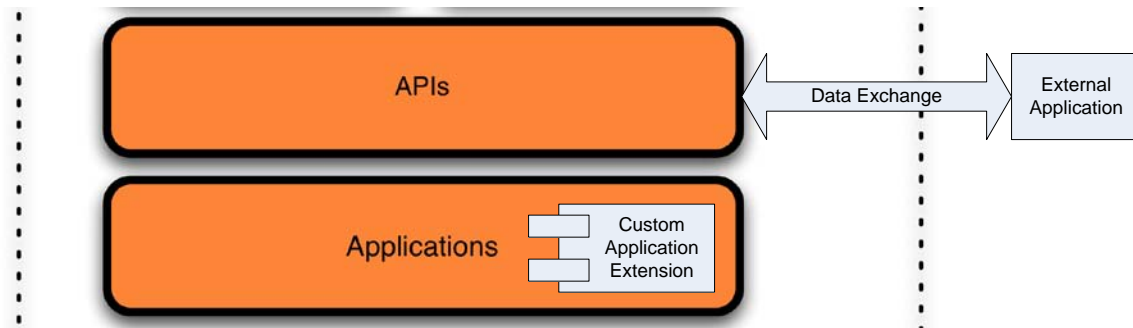 APIs
Data Exchange
External
Application
Applications
Custom
Application
Extension